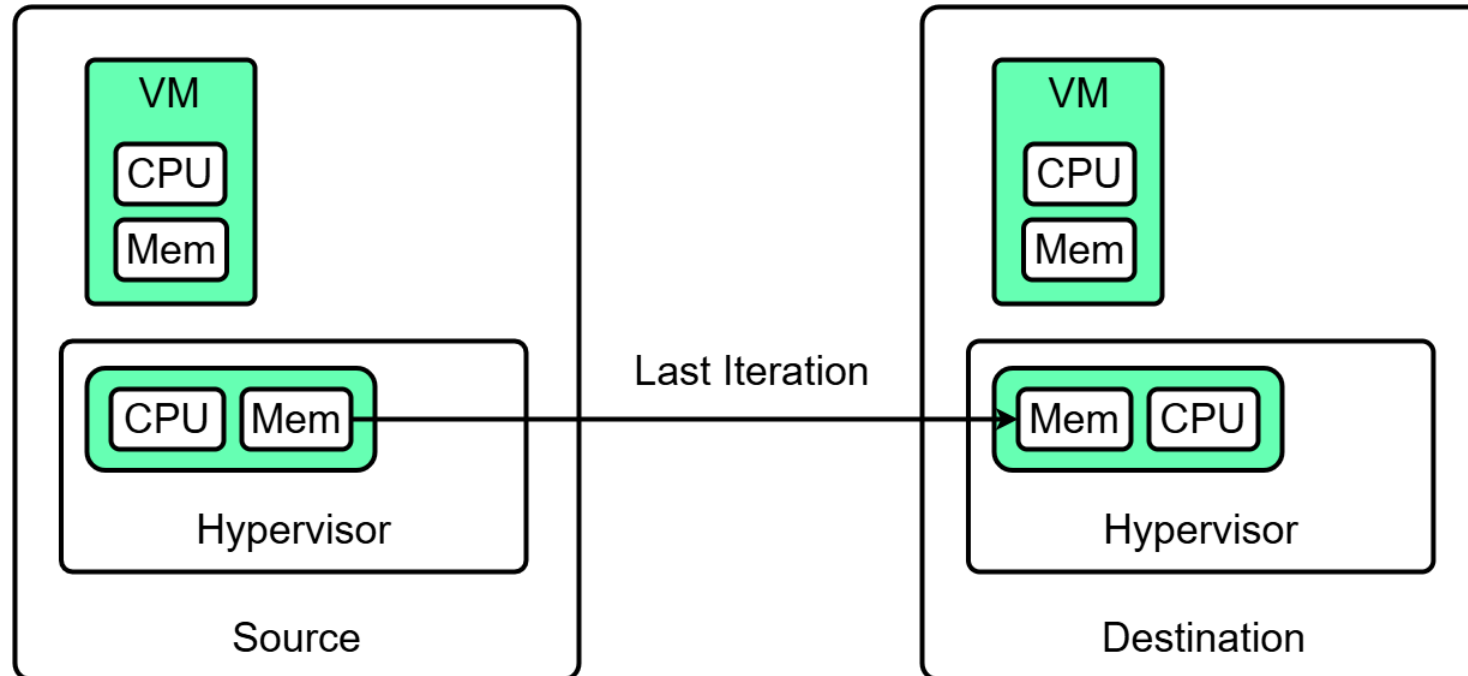 VM
CPU
Mem
CPU
Mem
Hypervisor
Source
Last Iteration
VM
CPU
Mem
Mem
CPU
Hypervisor
Destination